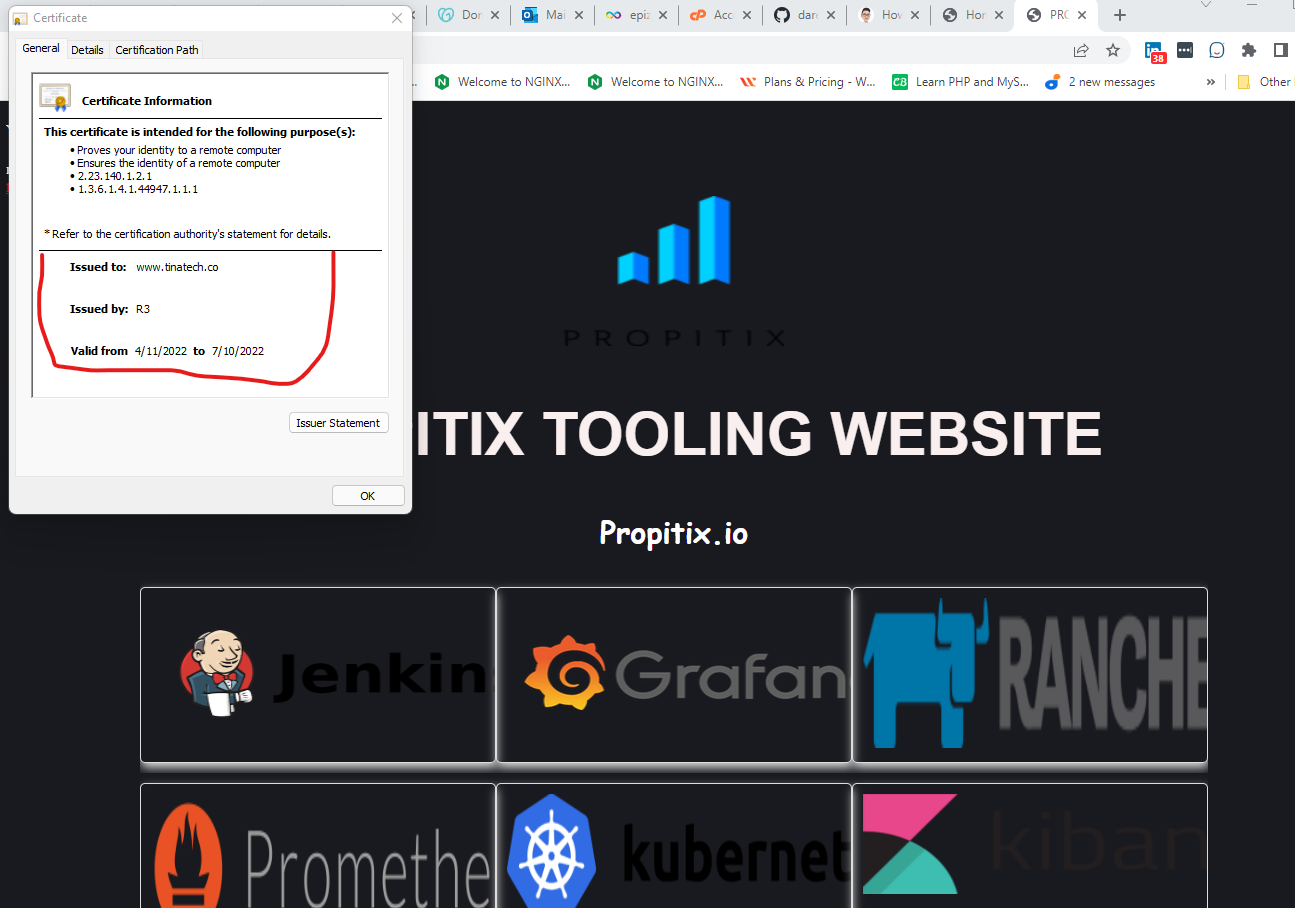 Certificate
General Details Certification Path
Certificate Information
This certificate is intended for the following purpose(s):
• Proves your identity to a remote computer
• Ensures the identity of a remote computer
• 2.23.140.1.2.1
• 1.3.6.1.4.1.44947.1.1.1
* Refer to the certification authority's statement for details.
Issued to: www.tinatech.co
Issued by: R3
Valid from 4/11/2022 to 7/10/2022
Issuer Statement
OK
Dor Mai epiz Acc dar Hov Hor PRC
38
... Welcome to NGINX... Welcome to NGINX... Plans & Pricing - W... Learn PHP and MyS... 2 new messages » Other
PROPITIX
ITIX TOOLING WEBSITE
Propitix.io
Jenkin Grafan RANCHE
Promethe kubernet kiban